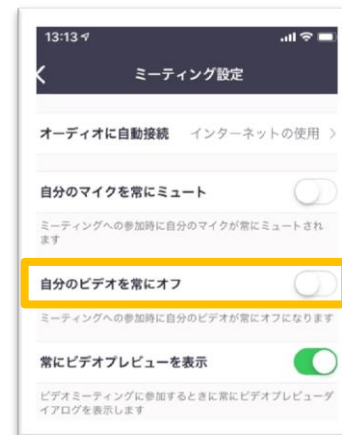 13:13
ミーティング設定
オーディオに自動接続 インターネットの使用
自分のマイクを常にミュート
ミーティングへの参加時に自分のマイクが常にミュートされ
ます
自分のビデオを常にオフ
ミーティングへの参加時に自分のビデオが常にオフになります
常にビデオプレビューを表示
ビデオミーティングに参加するときに常にビデオプレビューダ
イアログを表示します